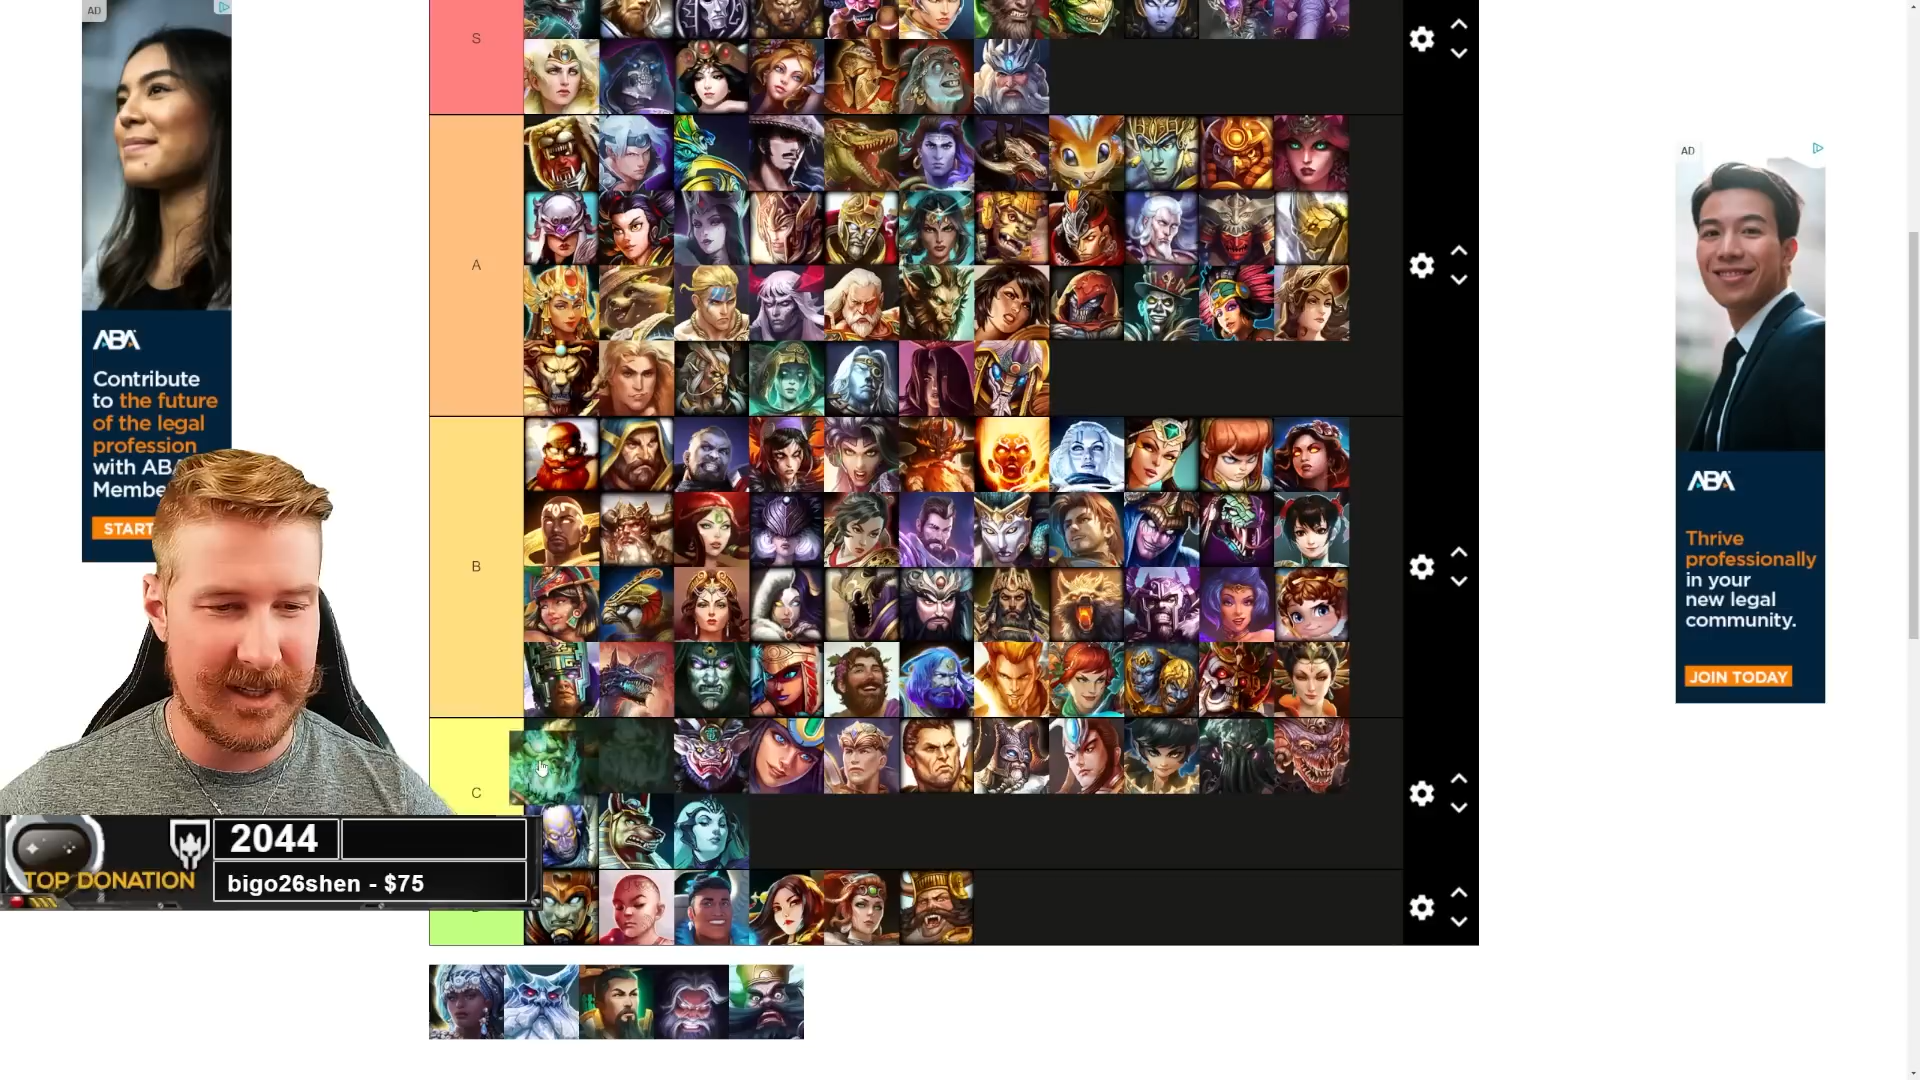 AD
ABA
Contribute
to the future
of the legal
profession
with ABA
Membe
START
S
A
B
C
AD
ABA
Thrive
professionally
in your
new legal
community.
JOIN TODAY
2044
TOP DONATION
bigo26shen - $75